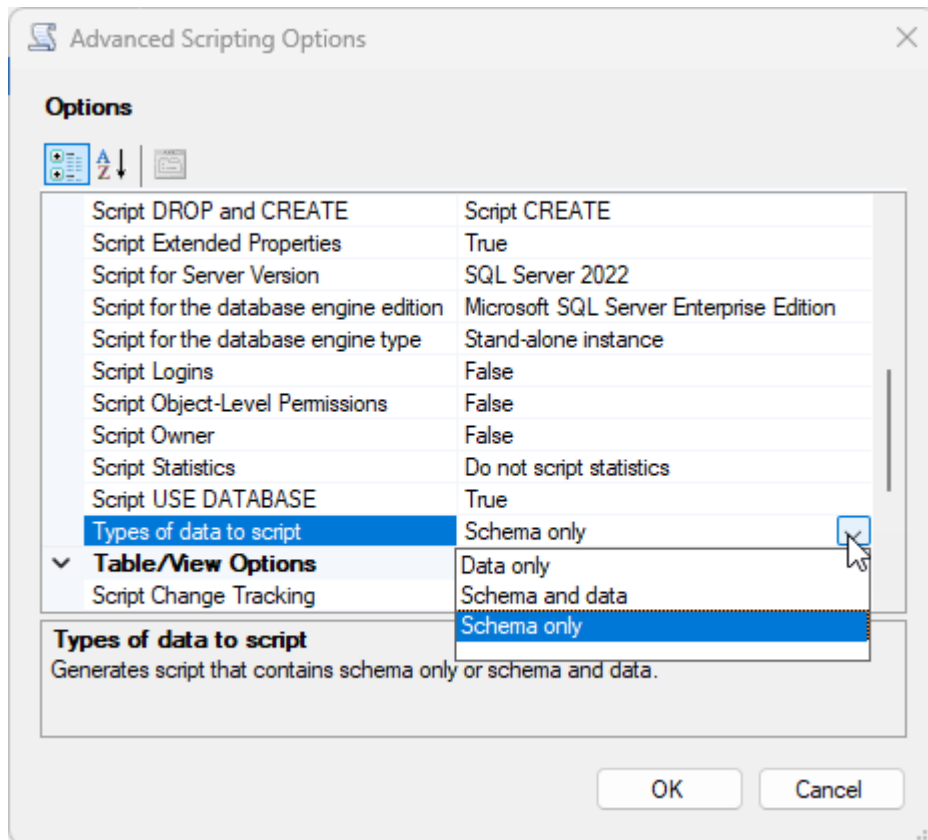 Advanced Scripting Options
Options
A
Z
Script DROP and CREATE Script CREATE
Script Extended Properties True
Script for Server Version SQL Server 2022
Script for the database engine edition Microsoft SQL Server Enterprise Edition
Script for the database engine type Stand-alone instance
Script Logins False
Script Object-Level Permissions False
Script Owner False
Script Statistics Do not script statistics
Script USE DATABASE True
Types of data to script Schema only
Table/View Options Data only
Script Change Tracking Schema and data
Schema only
Types of data to script
Generates script that contains schema only or schema and data.
OK Cancel